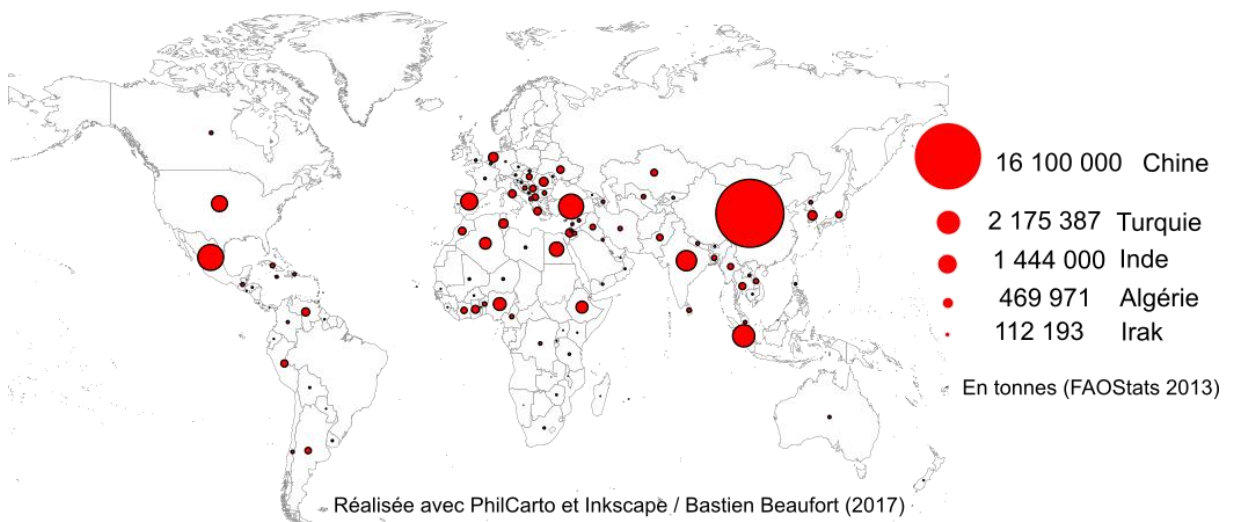 16 100 000 Chine
2 175 387 Turquie
1 444 000 Inde
469 971 Algérie
112 193 Irak
En tonnes (FAOStats 2013)
Réalisée avec PhilCarto et Inkscape / Bastien Beaufort (2017)